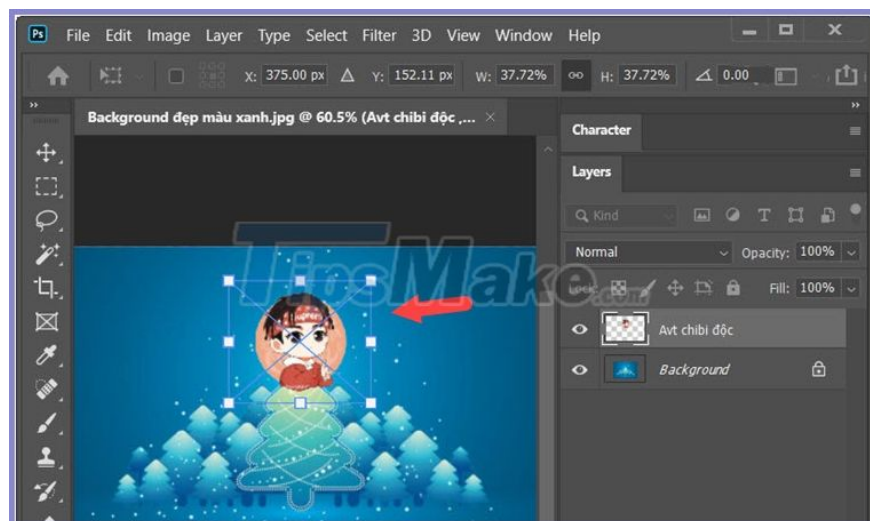 Ps File Edit Image Layer Type Select Filter 3D View Window Help
X: 375.00 px Δ Y: 152.11 px W: 37.72% H: 37.72% 0.00
Background đẹp màu xanh.jpg @ 60.5% (Avt chibi độc ,... ×
Character
Layers
Kind
Normal Opacity: 100%
Lock: Fill: 100%
TipsMake.com
Avt chibi độc
Background